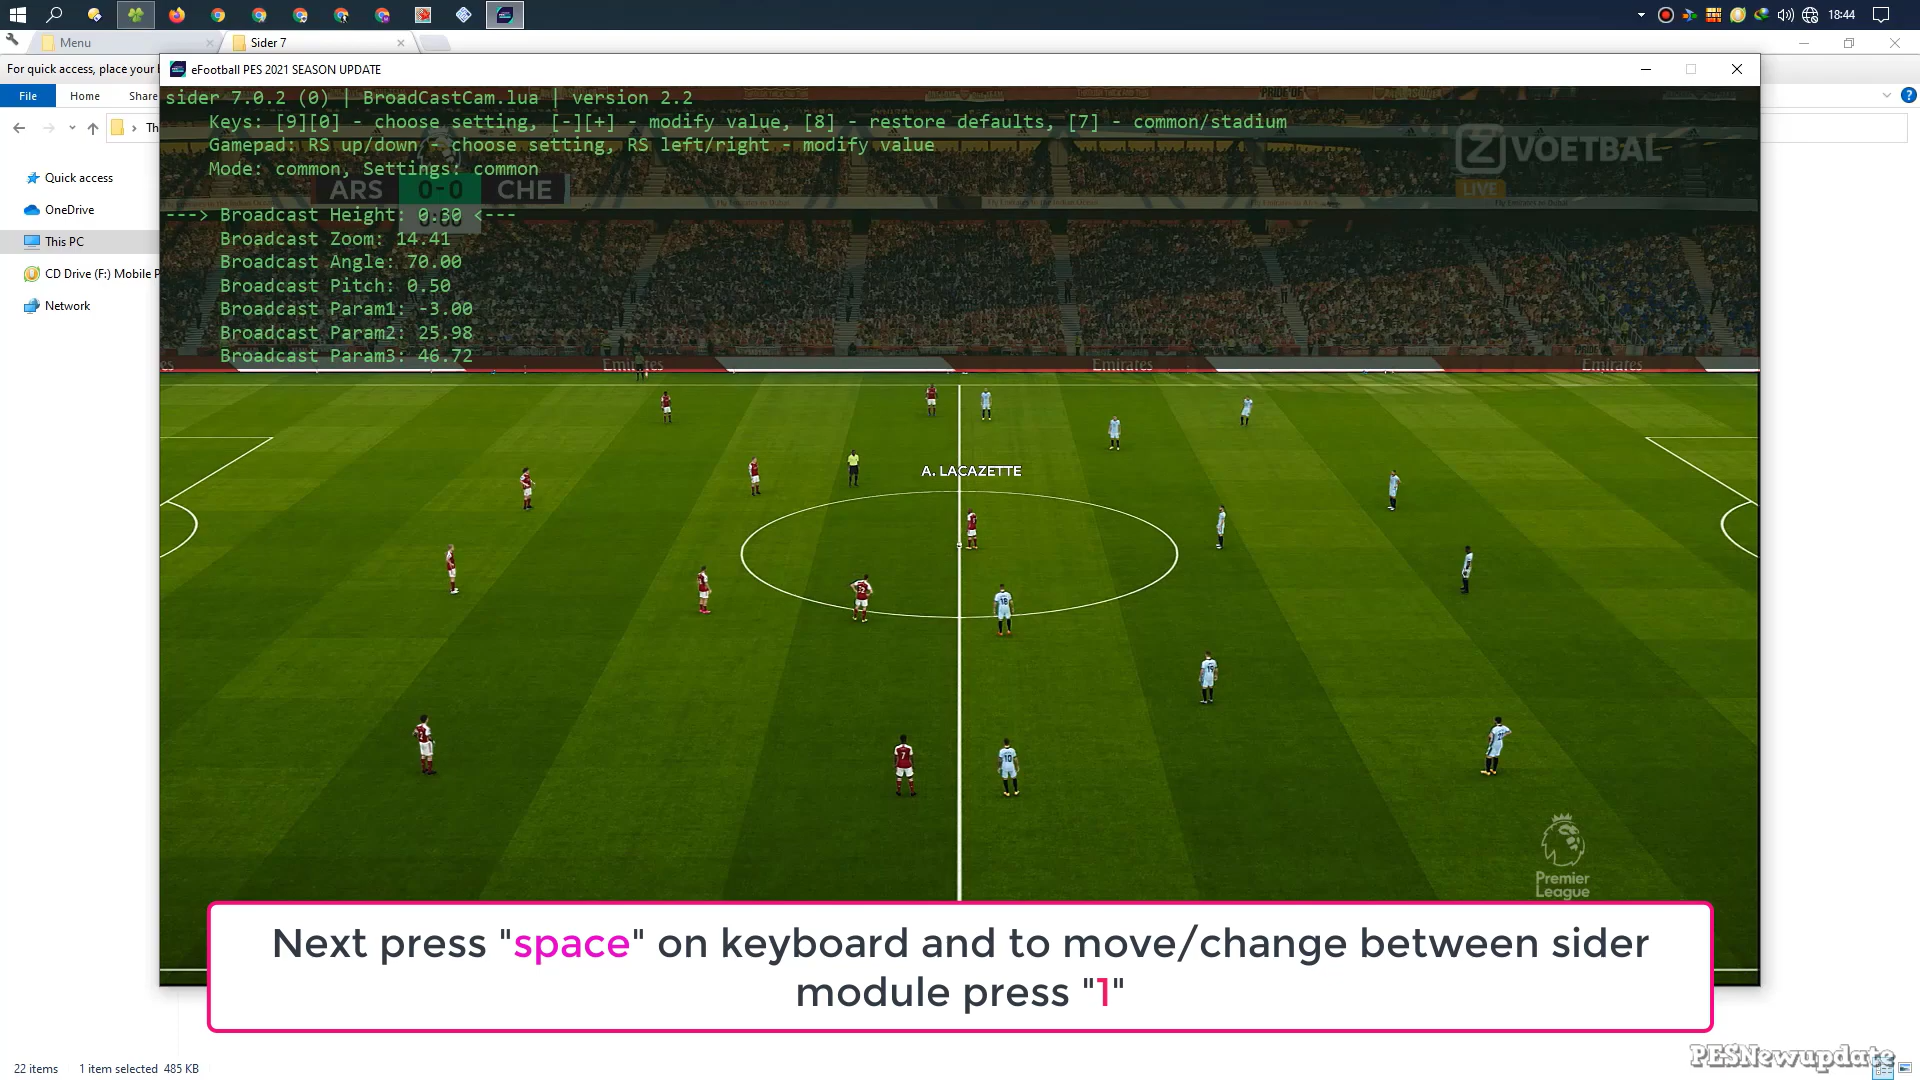 18:44
Menu
Sider 7
For quick access, place your
eFootball PES 2021 SEASON UPDATE
File
Home
Share
sider 7.0.2 (0) | BroadCastCam.lua | version 2.2
Keys: [9][0] - choose setting, [-][+] - modify value, [8] - restore defaults, [7] - common/stadium
Gamepad: RS up/down - choose setting, RS left/right - modify value
Mode: common, Settings: common
Th
Z VOETBAL
LIVE
ARS 0-0 CHE
---> Broadcast Height: 0.30 <---
Broadcast Zoom: 14.41
Broadcast Angle: 70.00
Broadcast Pitch: 0.50
Broadcast Param1: -3.00
Broadcast Param2: 25.98
Broadcast Param3: 46.72
Quick access
OneDrive
This PC
CD Drive (F:) Mobile P
Network
Emirates
Emirates
Emirates
A. LACAZETTE
Premier
League
Next press "space" on keyboard and to move/change between sider
module press "1"
22 items 1 item selected 485 KB
PESNewupdate